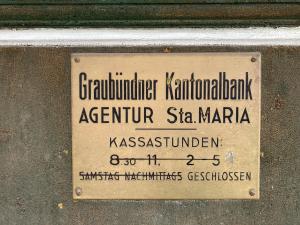 Graubündner Kantonalbank
AGENTUR Sta. MARIA
KASSASTUNDEN:
8.30 11. 2-5
SAMSTAG NACHMITTAGS GESCHLOSSEN